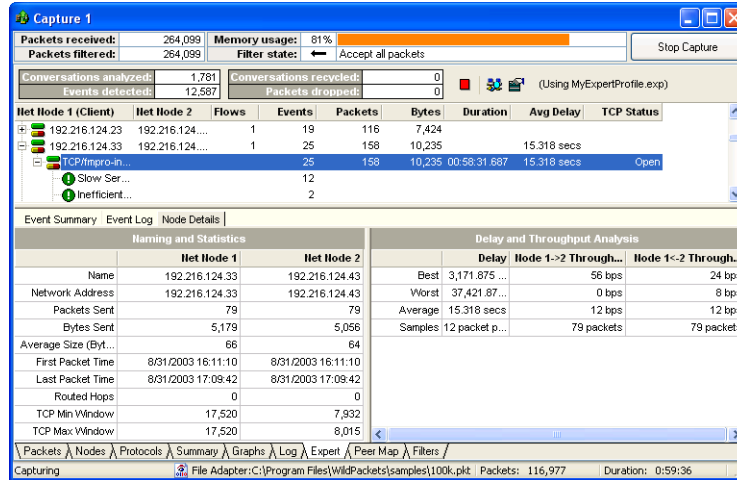 Capture 1
Packets received: 264,099 Memory usage: 81%
Packets filtered: 264,099 Filter state: Accept all packets
Stop Capture
Conversations analyzed: 1,781 Conversations recycled: 0
Events detected: 12,587 Packets dropped: 0
(Using MyExpertProfile.exp)
Net Node 1 (Client) Net Node 2 Flows Events Packets Bytes Duration Avg Delay TCP Status
192.216.124.23 192.216.124.... 1 19 116 7,424
192.216.124.33 192.216.124.... 1 25 158 10,235 15.318 secs
TCP/fmpro-in... 25 158 10,235 00:58:31.687 15.318 secs Open
Slow Ser... 12
Inefficient... 2
Event Summary Event Log Node Details
Naming and Statistics
Net Node 1 Net Node 2
Name 192.216.124.33 192.216.124.43
Network Address 192.216.124.33 192.216.124.43
Packets Sent 79 79
Bytes Sent 5,179 5,056
Average Size (Byt... 66 64
First Packet Time 8/31/2003 16:11:10 8/31/2003 16:11:10
Last Packet Time 8/31/2003 17:09:42 8/31/2003 17:09:42
Routed Hops 0 0
TCP Min Window 17,520 7,932
TCP Max Window 17,520 8,015
Delay and Throughput Analysis
Delay Node 1->2 Through... Node 1<-2 Through..
Best 3,171.875 ... 56 bps 24 bp
Worst 37,421.87... 0 bps 8 bp
Average 15.318 secs 12 bps 12 bp
Samples 12 packet p... 79 packets 79 packet
Packets Nodes Protocols Summary Graphs Log Expert Peer Map Filters
Capturing File Adapter:C:\Program Files\WildPackets\samples\100k.pkt Packets: 116,977 Duration: 0:59:36